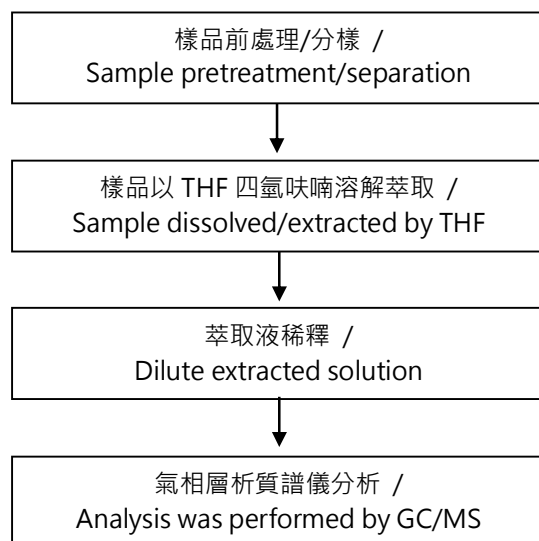 樣品前處理/分樣 /
Sample pretreatment/separation
樣品以 THF 四氫呋喃溶解萃取 /
Sample dissolved/extracted by THF
萃取液稀釋 /
Dilute extracted solution
氣相層析質譜儀分析 /
Analysis was performed by GC/MS